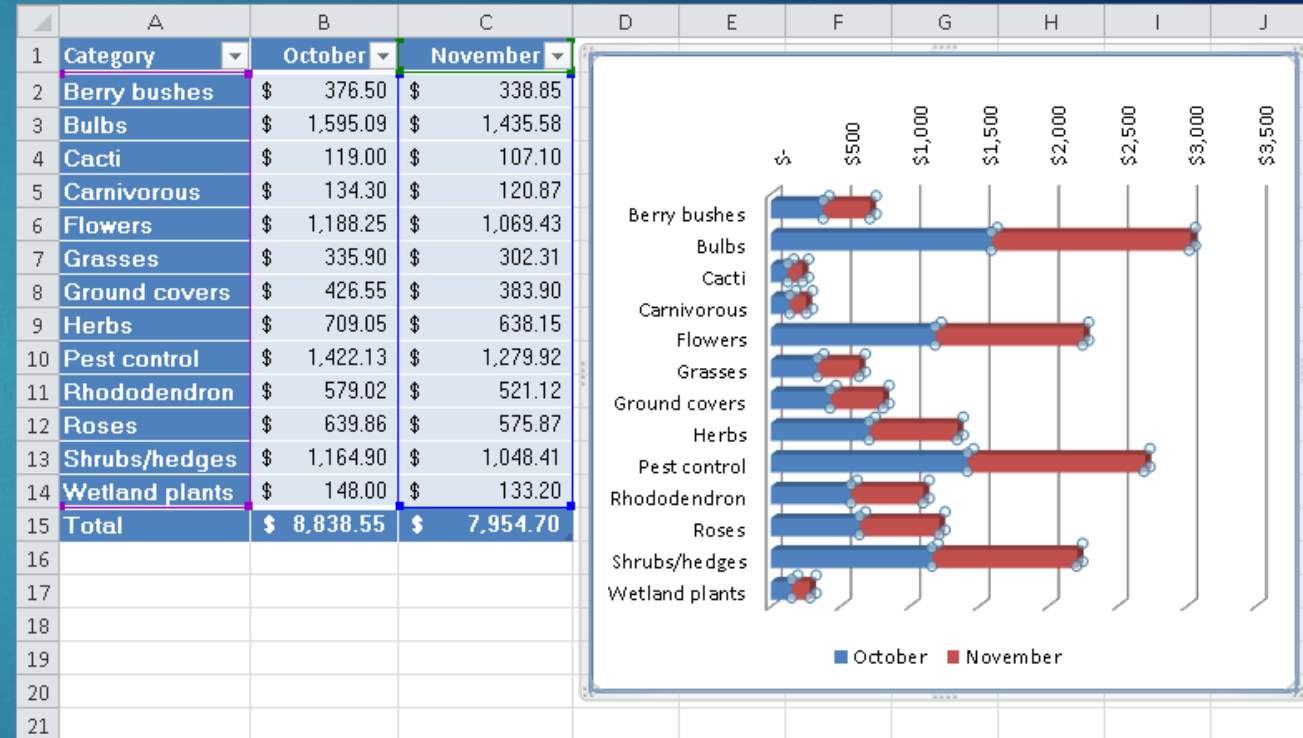 A B C D E F G H I J
1 Category October November
2 Berry bushes $ 376.50 $ 338.85
3 Bulbs $ 1,595.09 $ 1,435.58
4 Cacti $ 119.00 $ 107.10
5 Carnivorous $ 134.30 $ 120.87
6 Flowers $ 1,188.25 $ 1,069.43
7 Grasses $ 335.90 $ 302.31
8 Ground covers $ 426.55 $ 383.90
9 Herbs $ 709.05 $ 638.15
10 Pest control $ 1,422.13 $ 1,279.92
11 Rhododendron $ 579.02 $ 521.12
12 Roses $ 639.86 $ 575.87
13 Shrubs/hedges $ 1,164.90 $ 1,048.41
14 Wetland plants $ 148.00 $ 133.20
15 Total $ 8,838.55 $ 7,954.70
16
17
18
19
20
21
$- $500 $1,000 $1,500 $2,000 $2,500 $3,000 $3,500
Berry bushes
Bulbs
Cacti
Carnivorous
Flowers
Grasses
Ground covers
Herbs
Pest control
Rhododendron
Roses
Shrubs/hedges
Wetland plants
October November